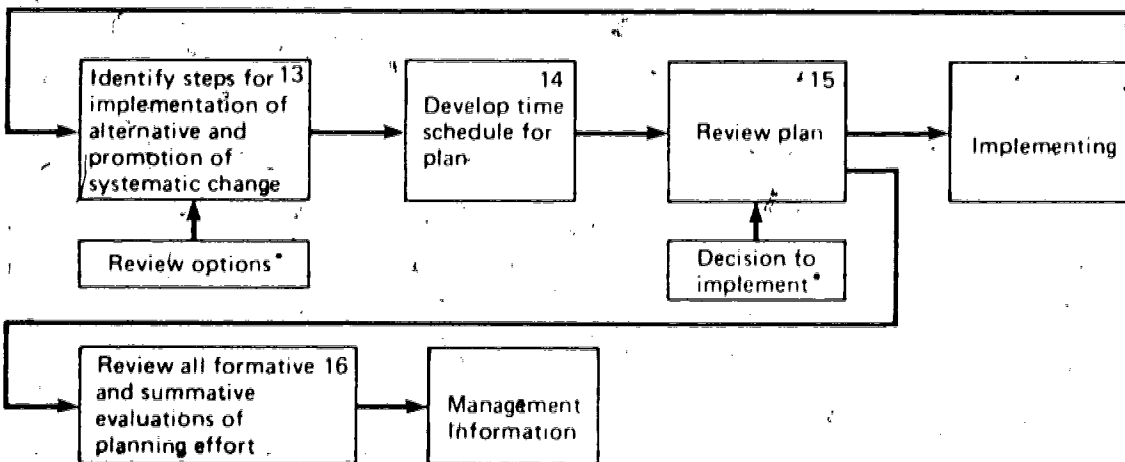 Identify steps for 13
implementation of
alternative and
promotion of
systematic change
14
Develop time
schedule for
plan
15
Review plan
Implementing
Review options*
Decision to
implement*
Review all formative 16
and summative
evaluations of
planning effort
Management
Information